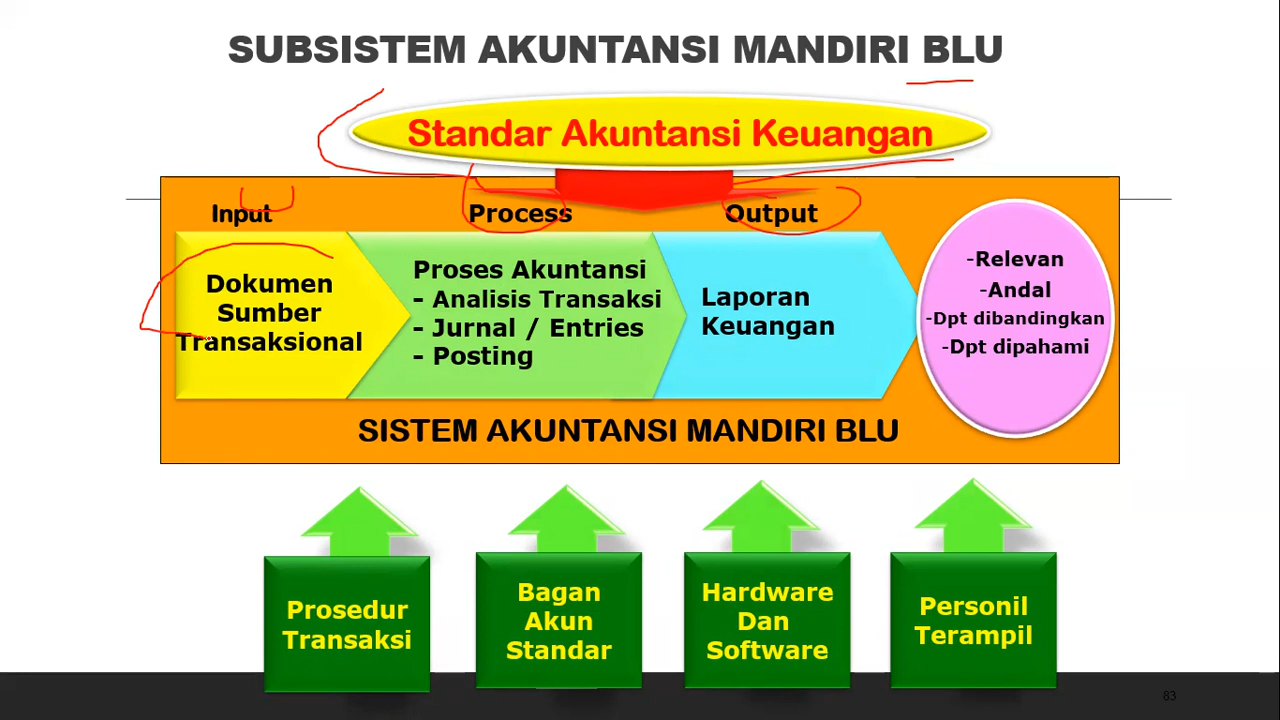 SUBSISTEM AKUNTANSI MANDIRI BLU
Standar Akuntansi Keuangan
Input
Process
Output
Dokumen
Sumber
Transaksional
Proses Akuntansi
- Analisis Transaksi
- Jurnal / Entries
- Posting
Laporan
Keuangan
-Relevan
-Andal
-Dpt dibandingkan
-Dpt dipahami
SISTEM AKUNTANSI MANDIRI BLU
Prosedur
Transaksi
Bagan
Akun
Standar
Hardware
Dan
Software
Personil
Terampil
83